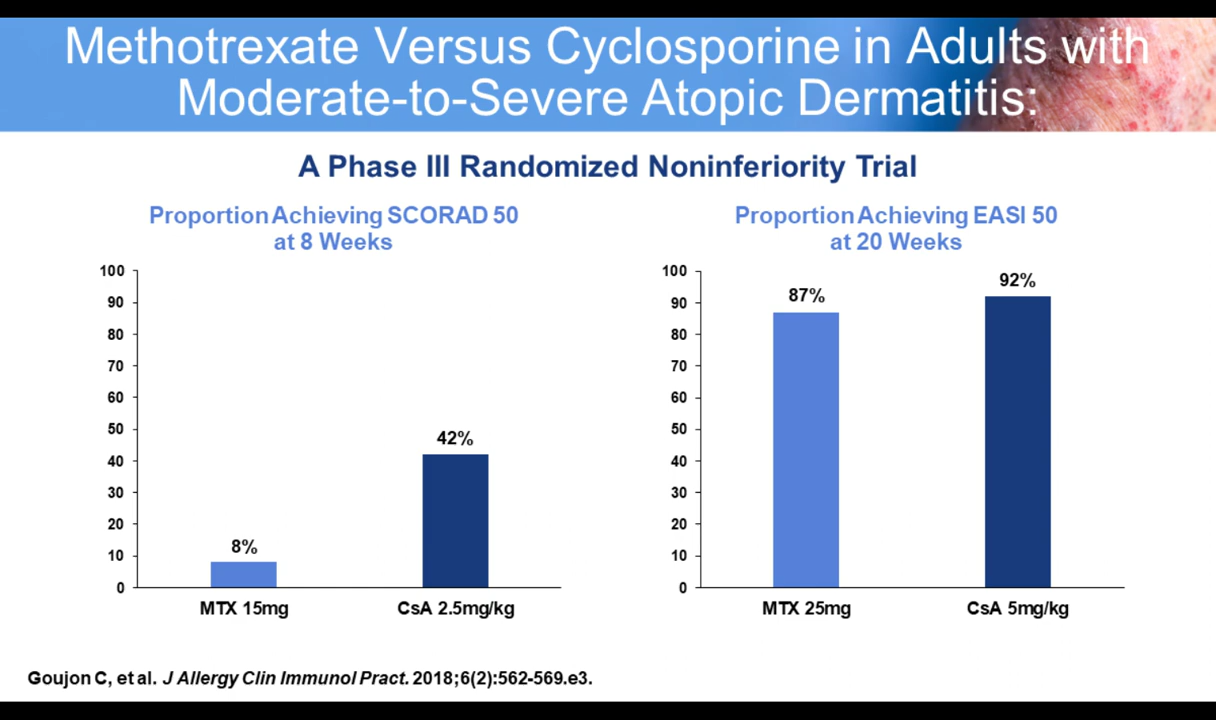 Methotrexate Versus Cyclosporine in Adults with
Moderate-to-Severe Atopic Dermatitis:
A Phase III Randomized Noninferiority Trial
Proportion Achieving SCORAD 50
at 8 Weeks
100
90
80
70
60
50
40
30
20
10
0
8%
42%
MTX 15mg
CsA 2.5mg/kg
Proportion Achieving EASI 50
at 20 Weeks
100
90
80
70
60
50
40
30
20
10
0
87%
92%
MTX 25mg
CsA 5mg/kg
Goujon C, et al. J Allergy Clin Immunol Pract. 2018;6(2):562-569.e3.